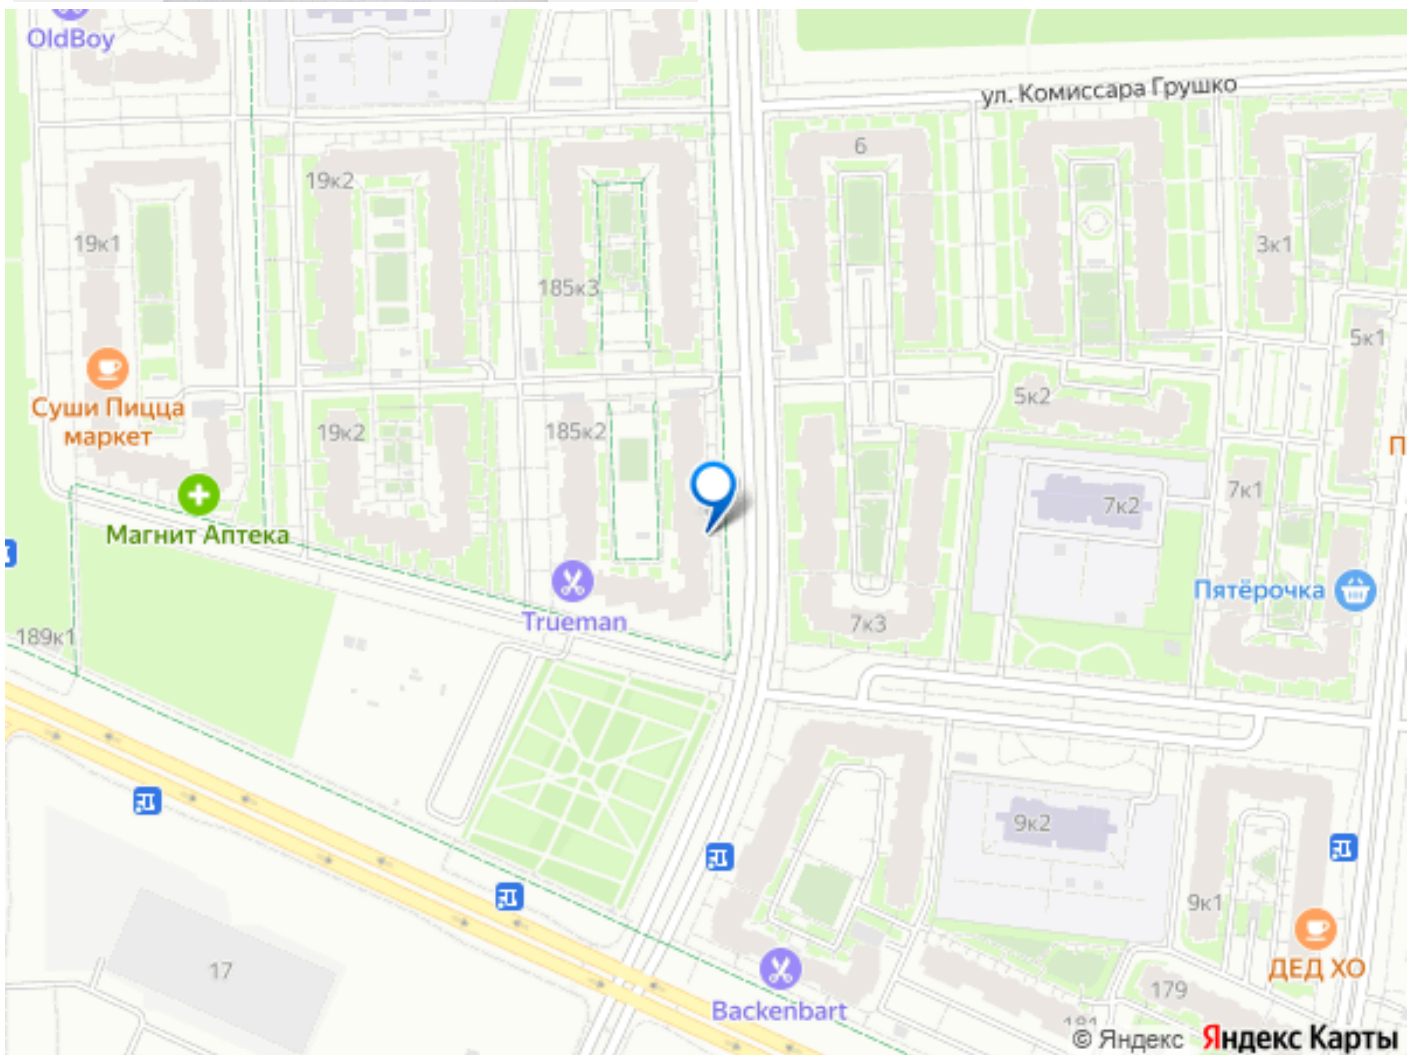 OldBoy
ул. Комиссара Грушко
6
19к2
19к1
3к1
185к3
5к1
Суши Пицца
маркет
5к2
19к2
185к2
П
7к1
7к2
Магнит Аптека
Пятёрочка
Trueman
7к3
189к1
9к2
9к1
17
ДЕД ХО
179
Backenbart
181
© Яндекс Яндекс Карты